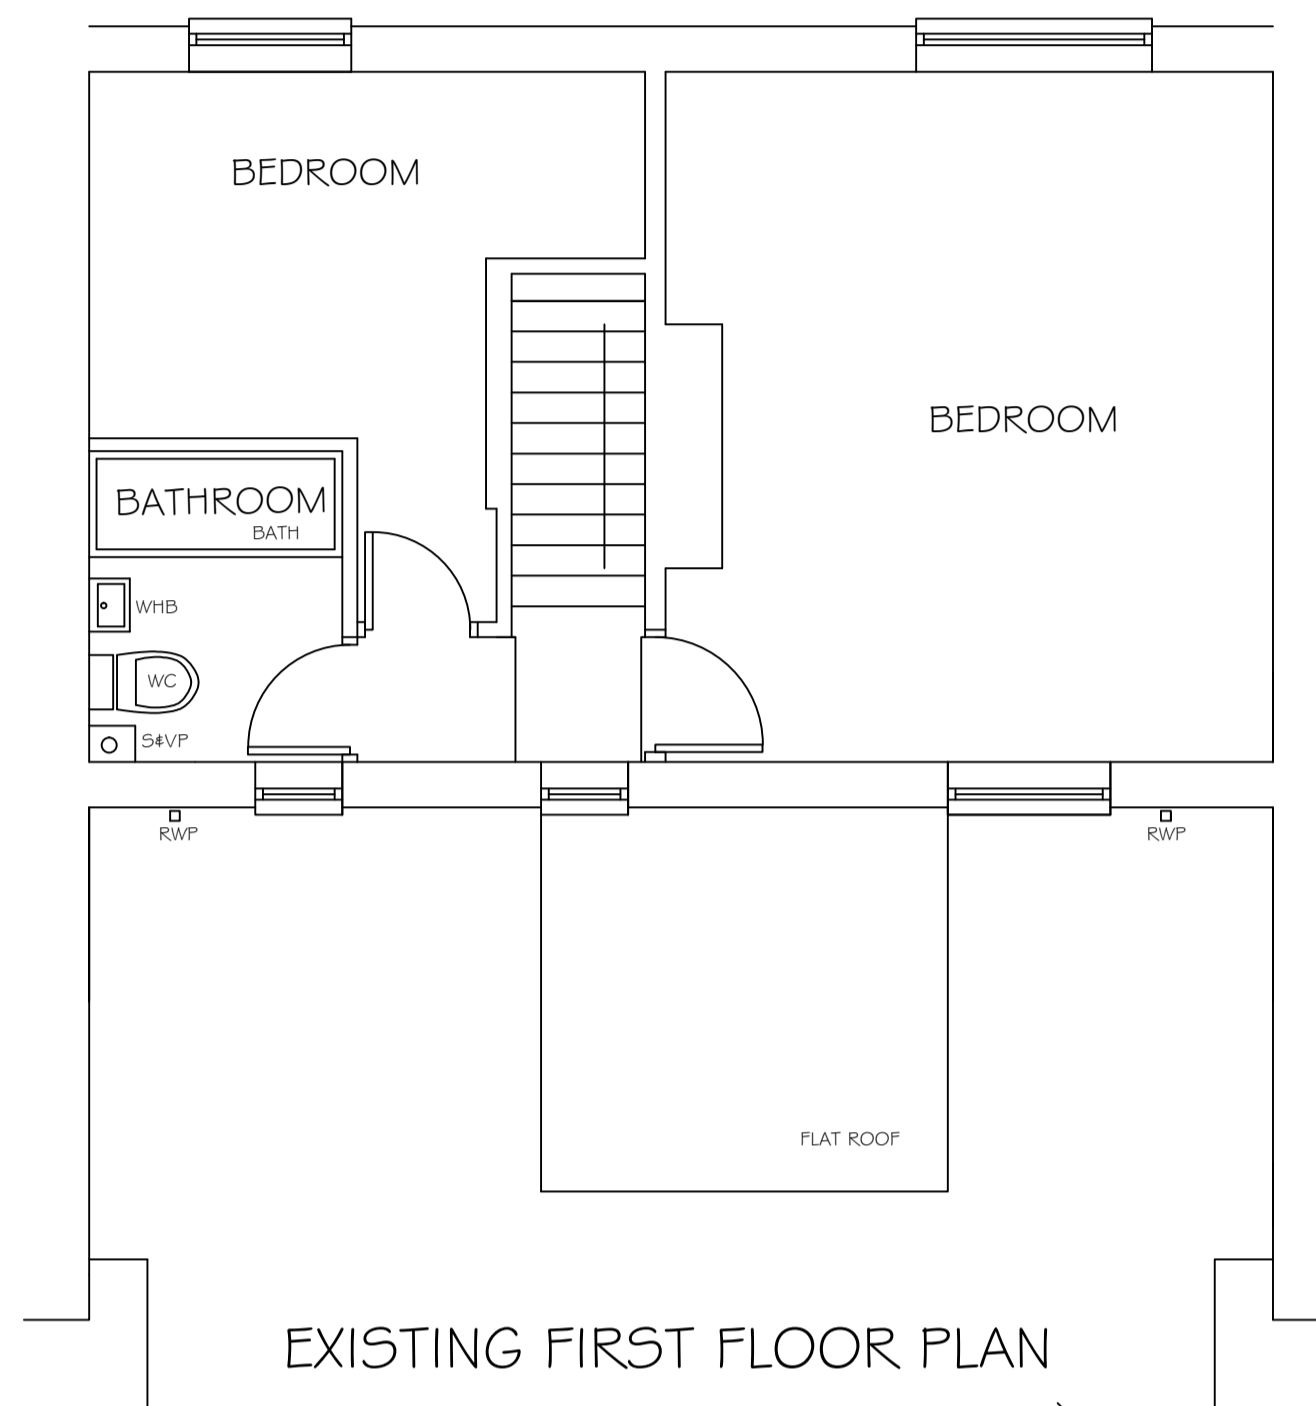 BEDROOM
BEDROOM
BATHROOM
BATH
WHB
WC
S&VP
RWP
RWP
FLAT ROOF
EXISTING FIRST FLOOR PLAN